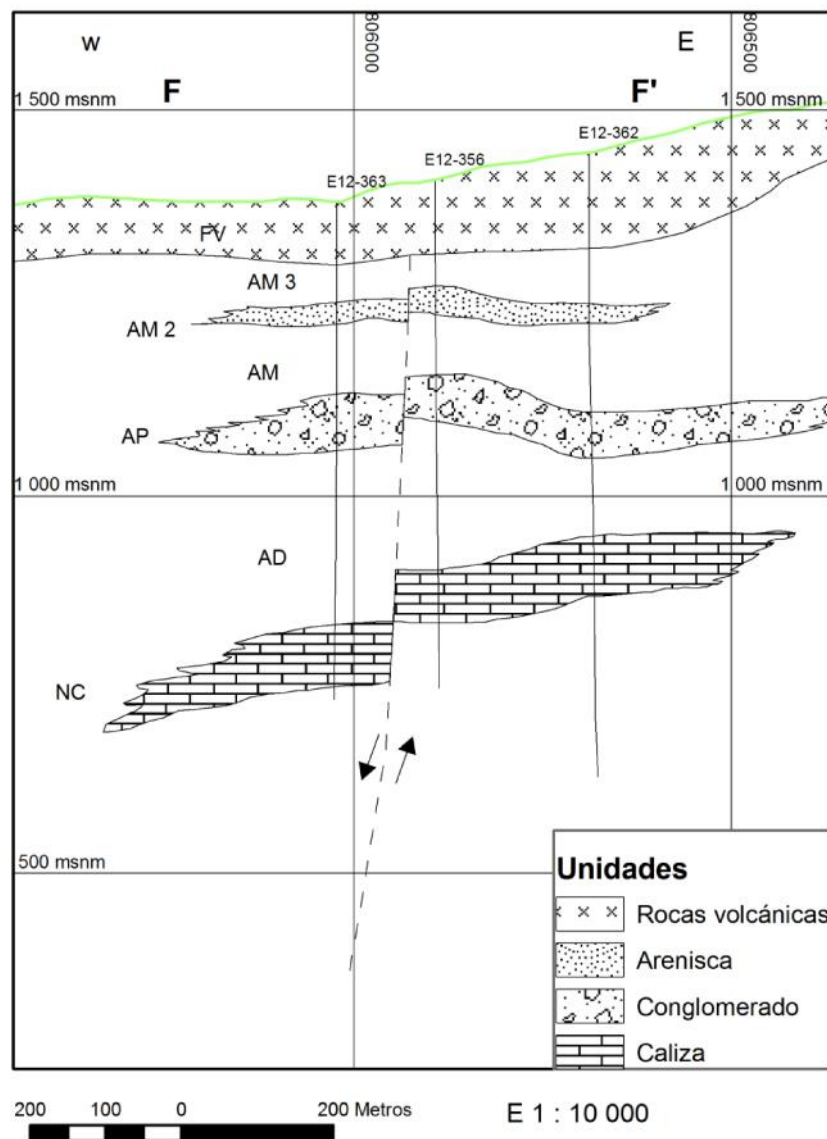 W E
806000
806500
F F'
1 500 msnm 1 500 msnm
E12-362
E12-356
E12-363
FV
AM 3
AM 2
AM
AP
1 000 msnm 1 000 msnm
AD
NC
500 msnm
Unidades
Rocas volcánicas
Arenisca
Conglomerado
Caliza
200 100 0 200 Metros
E 1 : 10 000